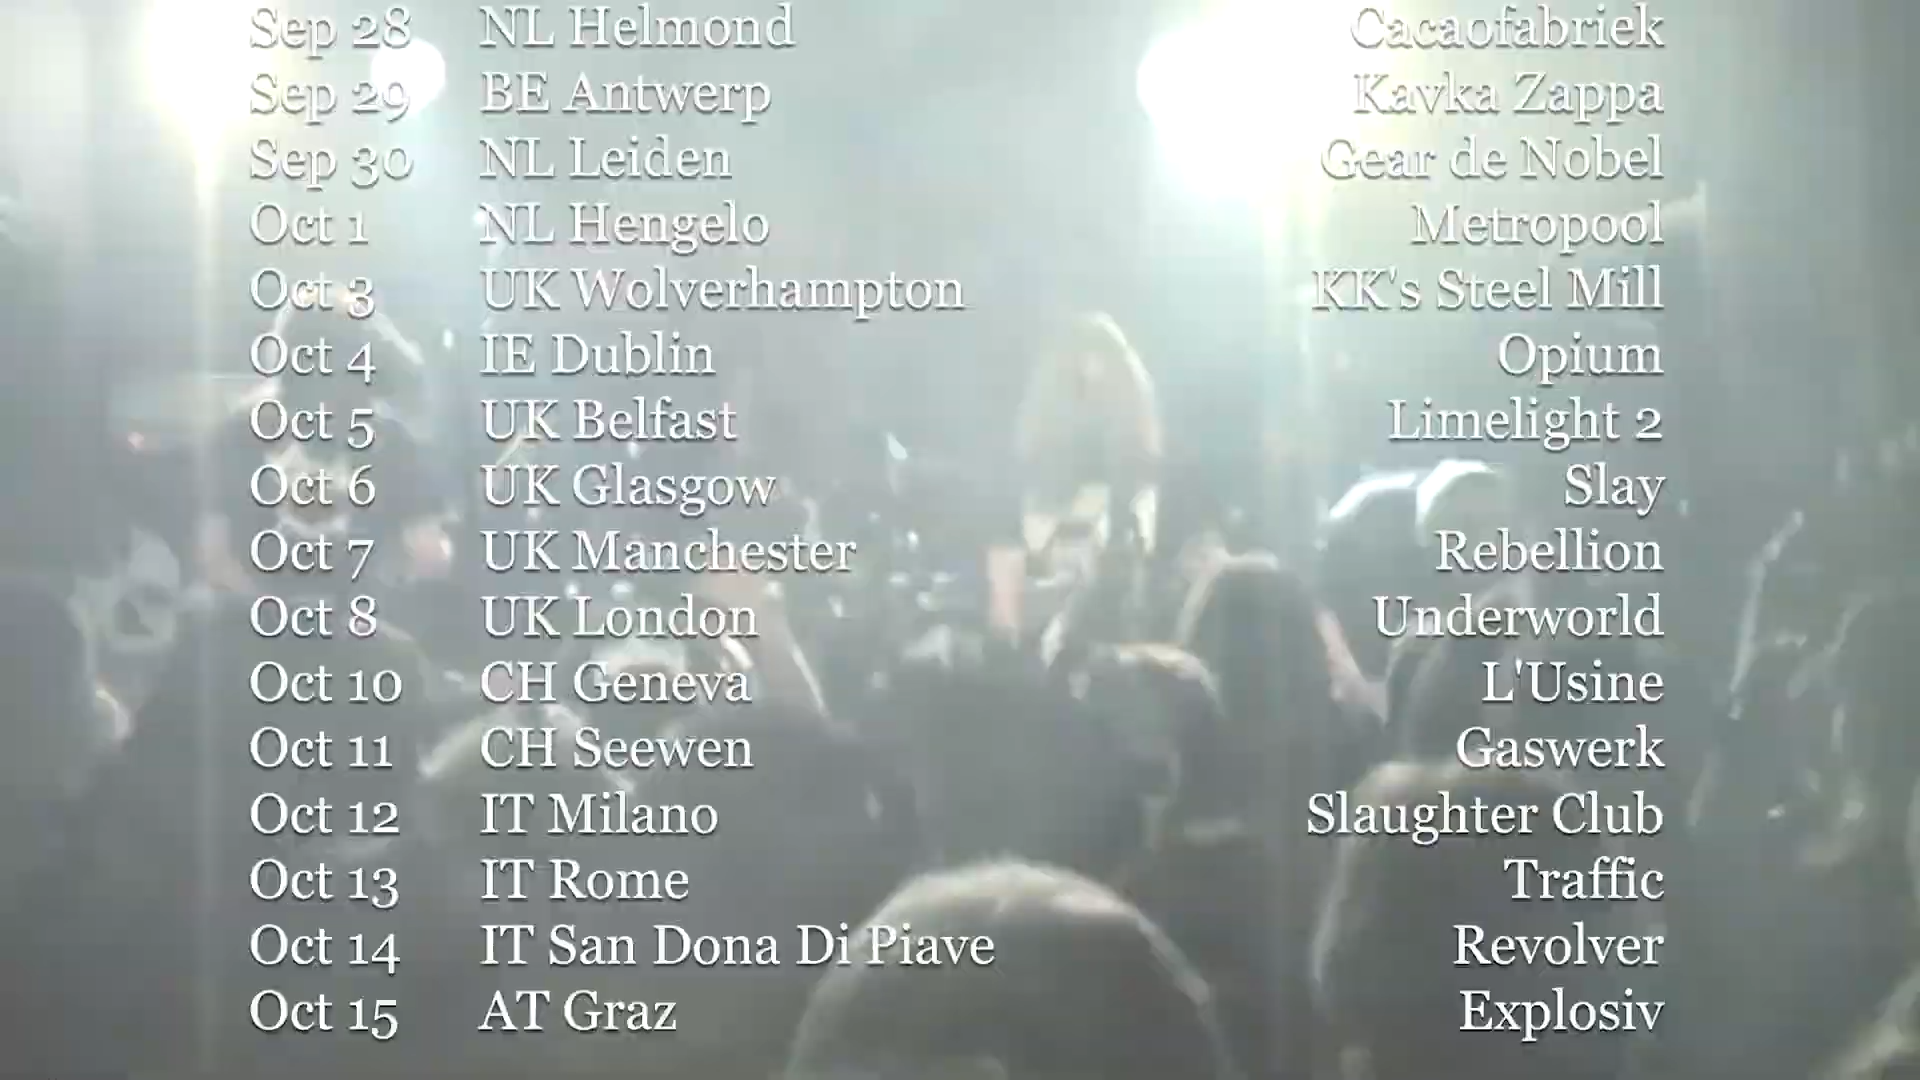 Sep 28 NL Helmond Cacaofabriek
Sep 29 BE Antwerp Kavka Zappa
Sep 30 NL Leiden Gear de Nobel
Oct 1 NL Hengelo Metropool
Oct 3 UK Wolverhampton KK's Steel Mill
Oct 4 IE Dublin Opium
Oct 5 UK Belfast Limelight 2
Oct 6 UK Glasgow Slay
Oct 7 UK Manchester Rebellion
Oct 8 UK London Underworld
Oct 10 CH Geneva L'Usine
Oct 11 CH Seewen Gaswerk
Oct 12 IT Milano Slaughter Club
Oct 13 IT Rome Traffic
Oct 14 IT San Dona Di Piave Revolver
Oct 15 AT Graz Explosiv